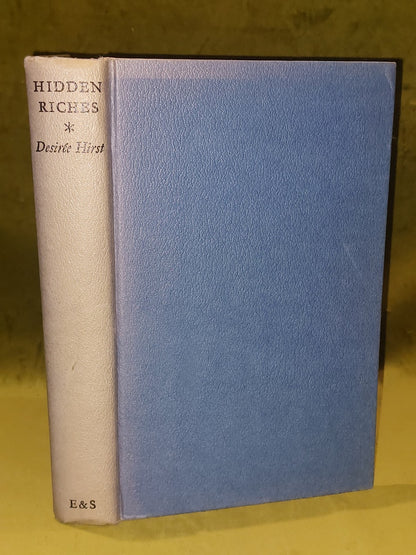 HIDDEN
RICHES
*
Desirée Hirst
E & S